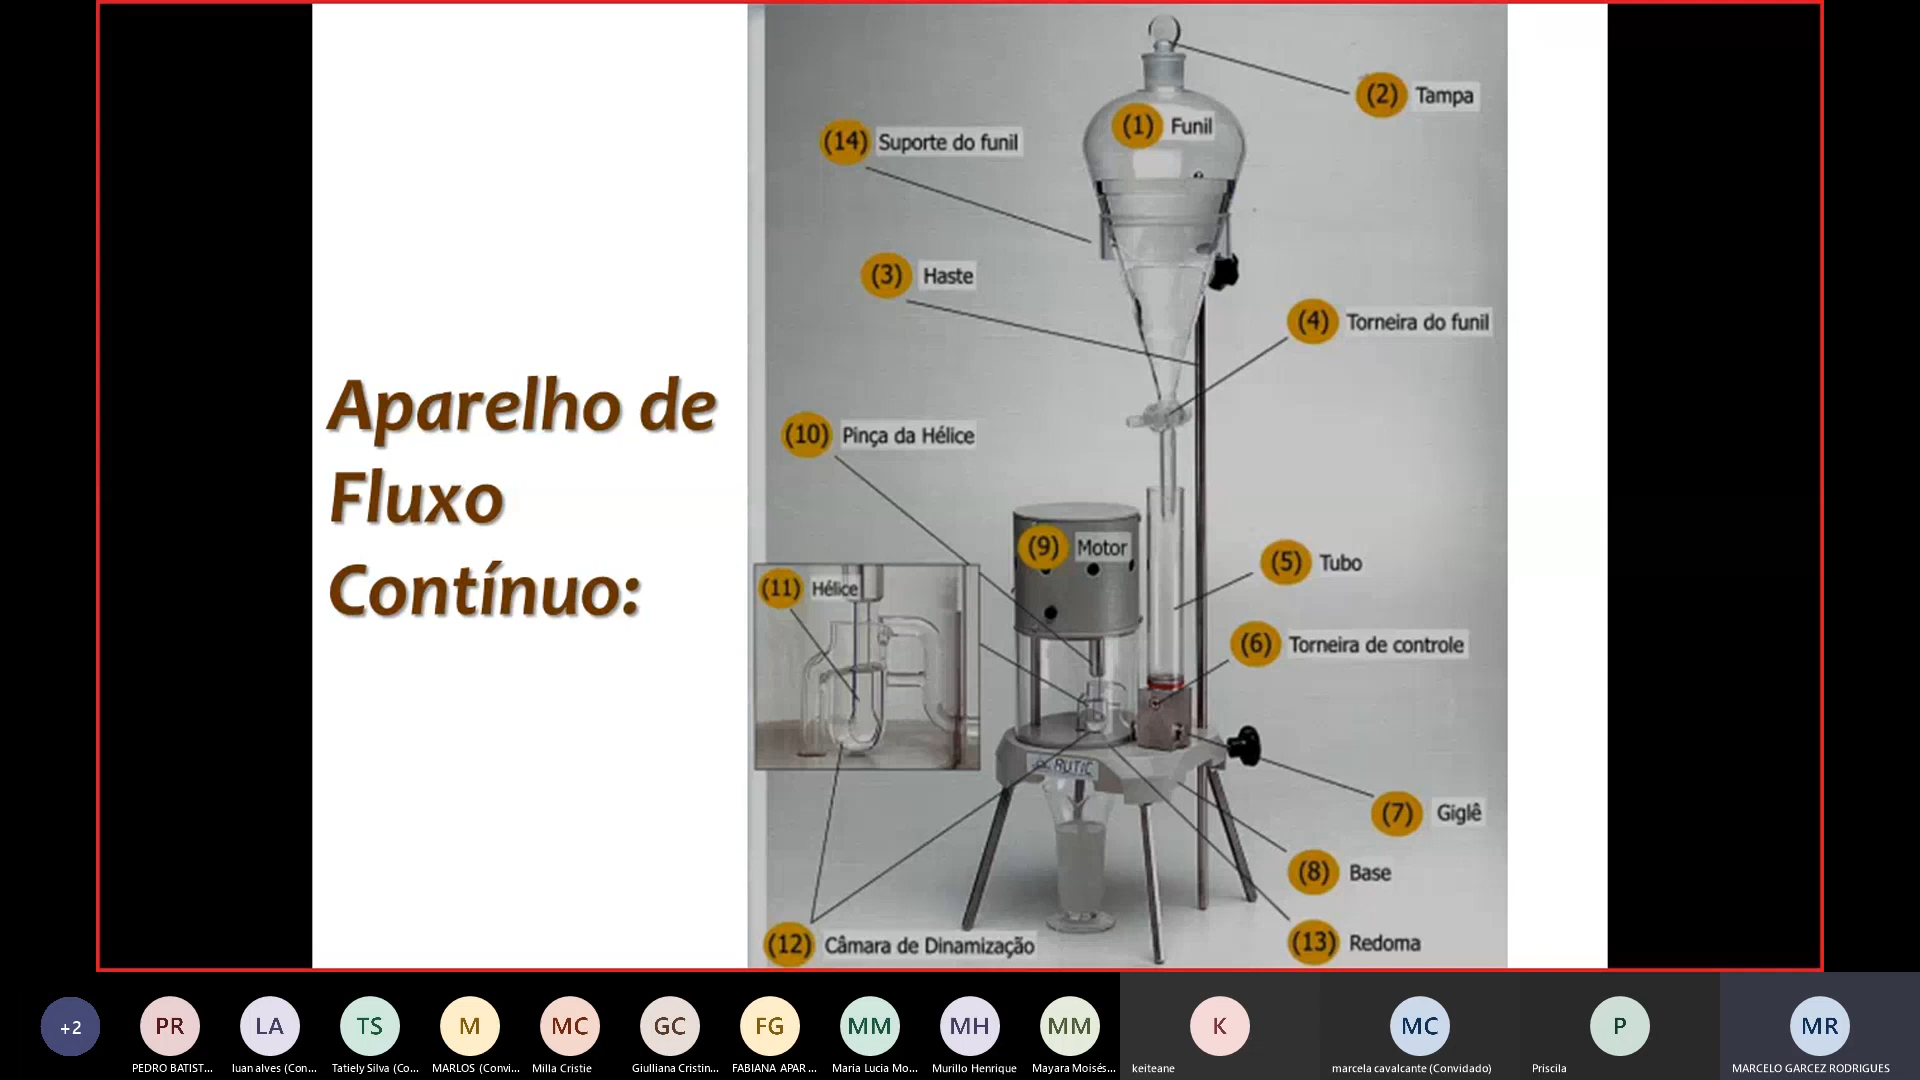 Aparelho de
Fluxo
Contínuo:
(2) Tampa
(1) Funil
(14) Suporte do funil
(3) Haste
(4) Torneira do funil
(10) Pinça da Hélice
(9) Motor
(5) Tubo
(11) Hélice
(6) Torneira de controle
(7) Giglê
(8) Base
(12) Câmara de Dinamização
(13) Redoma
+2
PR
LA
TS
M
MC
GC
FG
MM
MH
MM
K
MC
P
MR
PEDRO BATIST...
luan alves (Con...
Tatiely Silva (Co...
MARLOS (Convi...
Milla Cristie
Giulliana Cristin...
FABIANA APAR ...
Maria Lucia Mo...
Murillo Henrique
Mayara Moisés...
keiteane
marcela cavalcante (Convidado)
Priscila
MARCELO GARCEZ RODRIGUES